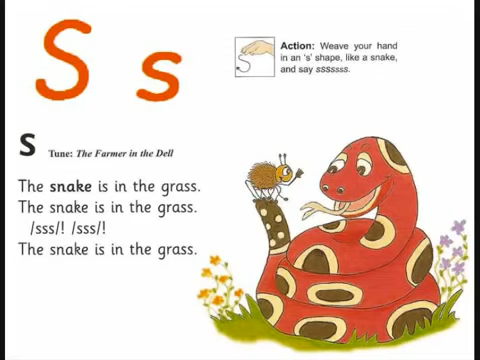 S s
Action: Weave your hand
in an 's' shape, like a snake,
and say ssssss.
S
s Tune: The Farmer in the Dell
The snake is in the grass.
The snake is in the grass.
/sss/! /sss/!
The snake is in the grass.